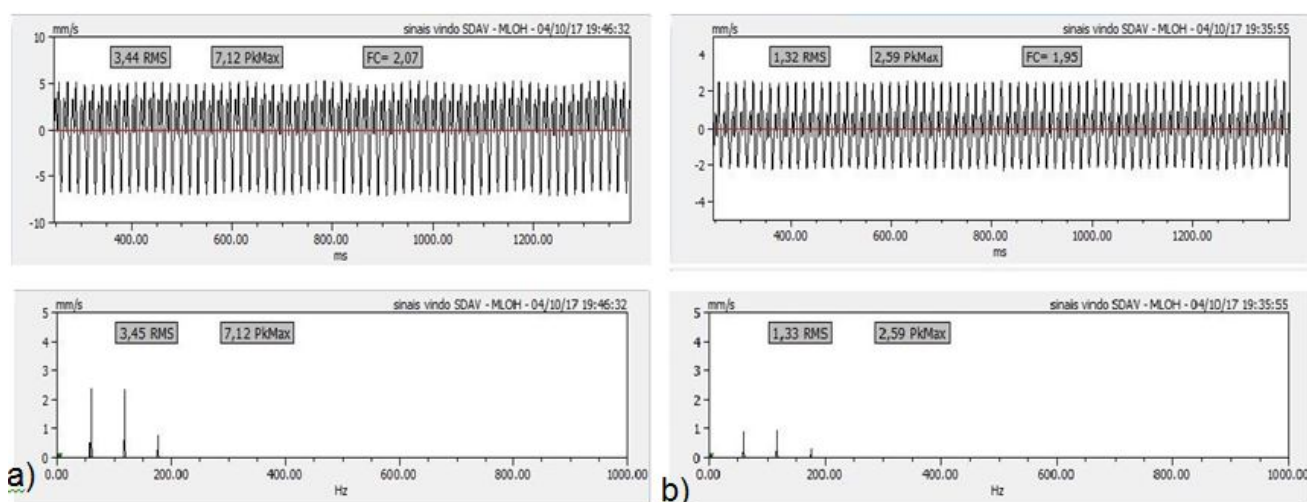 mm/s
sinais vindo SDAV - MLOH - 04/10/17 19:46:32
10
3,44 RMS
7,12 PkMax
FC= 2,07
5
0
-5
-10
400.00
600.00
800.00
1000.00
1200.00
ms
mm/s
sinais vindo SDAV - MLOH - 04/10/17 19:35:55
4
1,32 RMS
2,59 PkMax
FC= 1,95
2
0
-2
-4
400.00
600.00
800.00
1000.00
1200.00
ms
mm/s
sinais vindo SDAV - MLOH - 04/10/17 19:46:32
5
3,45 RMS
7,12 PkMax
4
3
2
1
0
0.00
200.00
400.00
600.00
800.00
1000.00
Hz
a)
mm/s
sinais vindo SDAV - MLOH - 04/10/17 19:35:55
5
1,33 RMS
2,59 PkMax
4
3
2
1
0
0.00
200.00
400.00
600.00
800.00
1000.00
Hz
b)